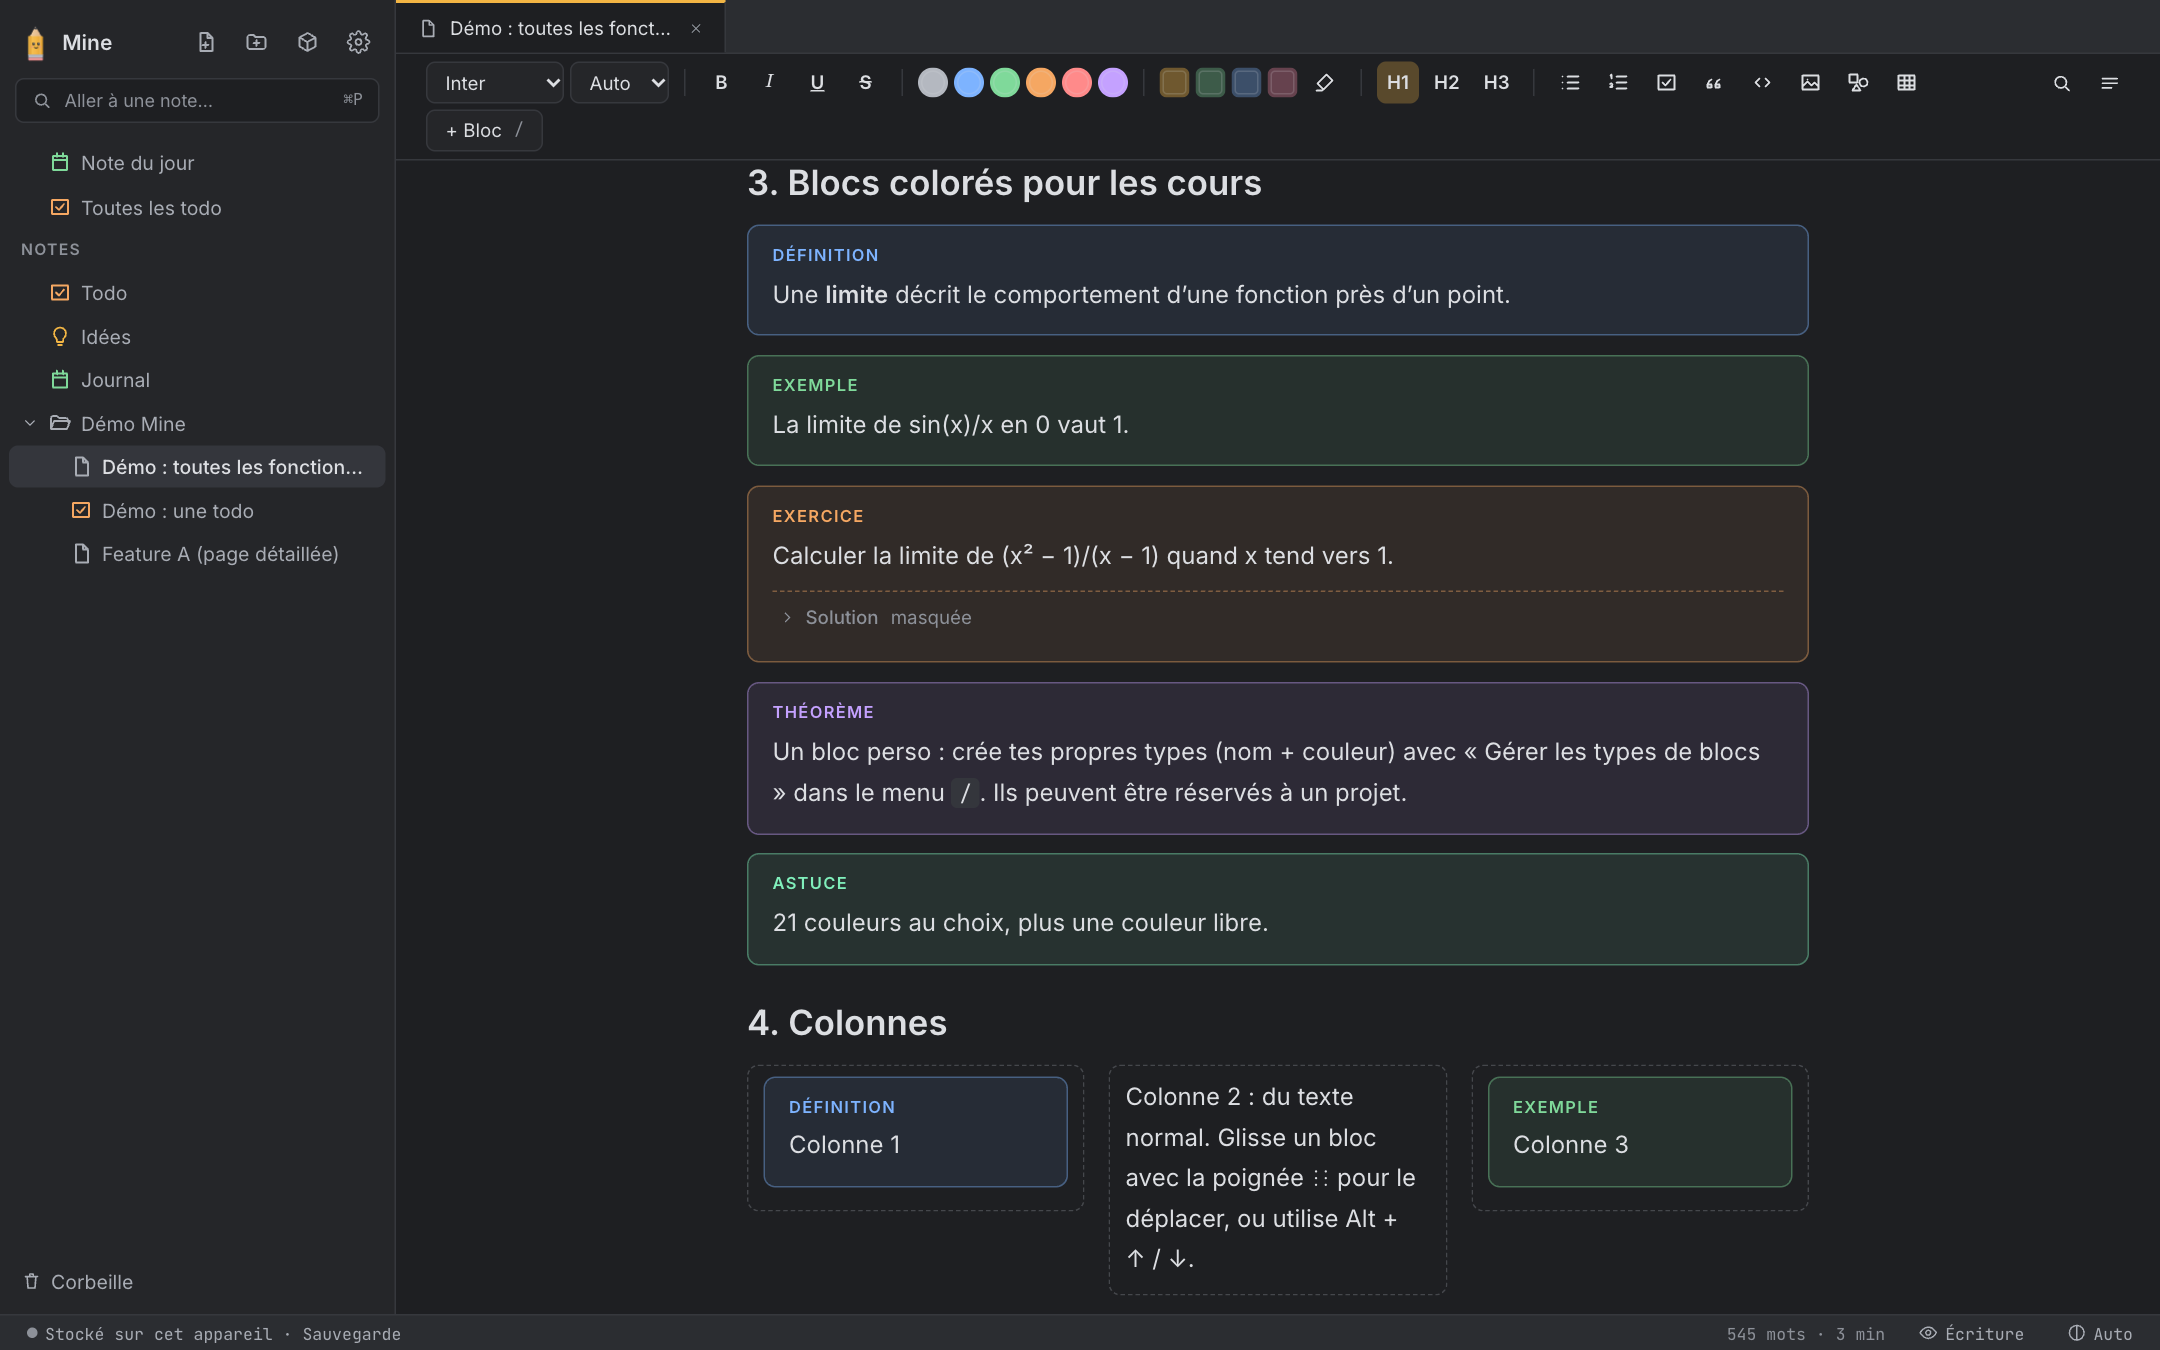 Mine
Aller à une note... ⌘P
Note du jour
Toutes les todo
NOTES
Todo
Idées
Journal
Démo Mine
Démo : toutes les fonction...
Démo : une todo
Feature A (page détaillée)
Corbeille
Démo : toutes les fonct... ×
Inter Auto B I U S H1 H2 H3
+ Bloc /
3. Blocs colorés pour les cours
DÉFINITION
Une limite décrit le comportement d’une fonction près d’un point.
EXEMPLE
La limite de sin(x)/x en 0 vaut 1.
EXERCICE
Calculer la limite de (x² − 1)/(x − 1) quand x tend vers 1.
Solution masquée
THÉORÈME
Un bloc perso : crée tes propres types (nom + couleur) avec « Gérer les types de blocs
» dans le menu /. Ils peuvent être réservés à un projet.
ASTUCE
21 couleurs au choix, plus une couleur libre.
4. Colonnes
DÉFINITION
Colonne 1
Colonne 2 : du texte
normal. Glisse un bloc
avec la poignée ⁝⁝ pour le
déplacer, ou utilise Alt +
↑ / ↓.
EXEMPLE
Colonne 3
Stocké sur cet appareil · Sauvegarde
545 mots · 3 min Écriture Auto